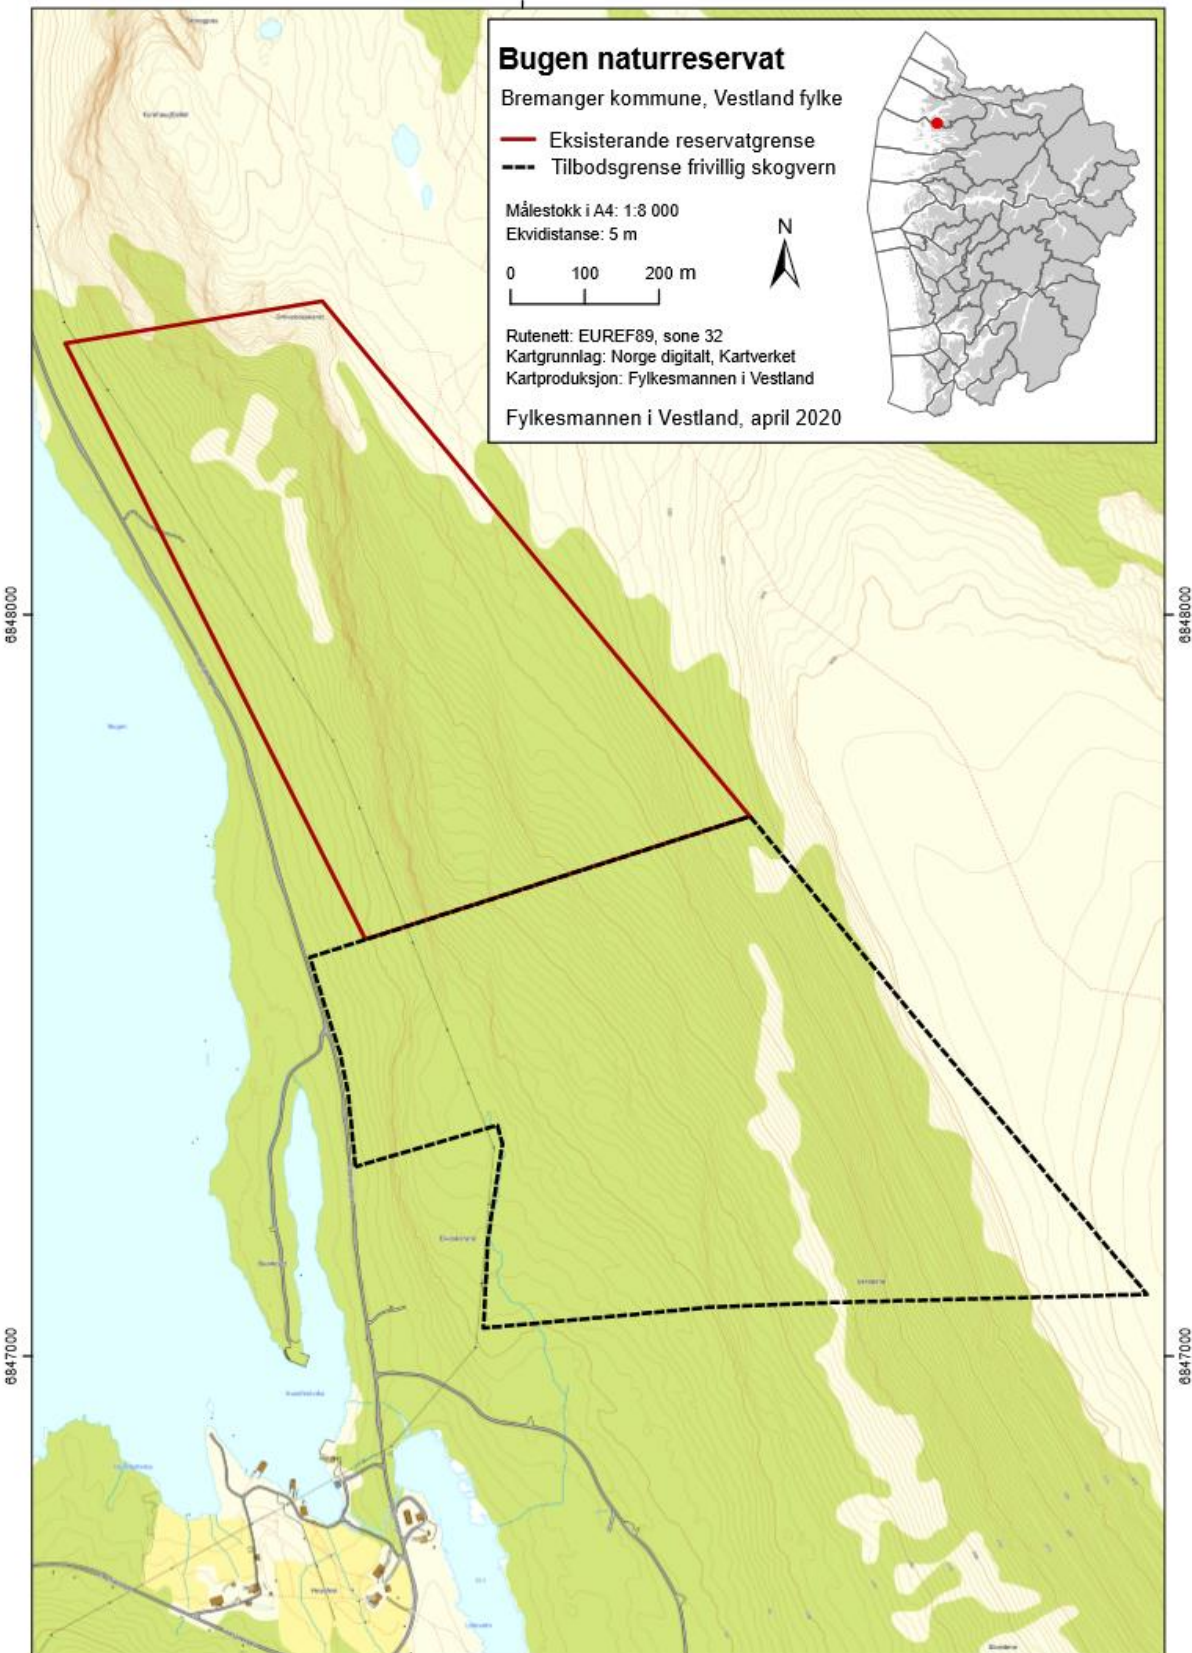 Bugen naturreservat
Bremanger kommune, Vestland fylke
Eksisterande reservatgrense
Tilbodsgrense frivillig skogvern
Målestokk i A4: 1:8 000
Ekvidistanse: 5 m
N
0 100 200 m
Rutenett: EUREF89, sone 32
Kartgrunnlag: Norge digitalt, Kartverket
Kartproduksjon: Fylkesmannen i Vestland
Fylkesmannen i Vestland, april 2020
6848000
6848000
Bugen
6847000
6847000